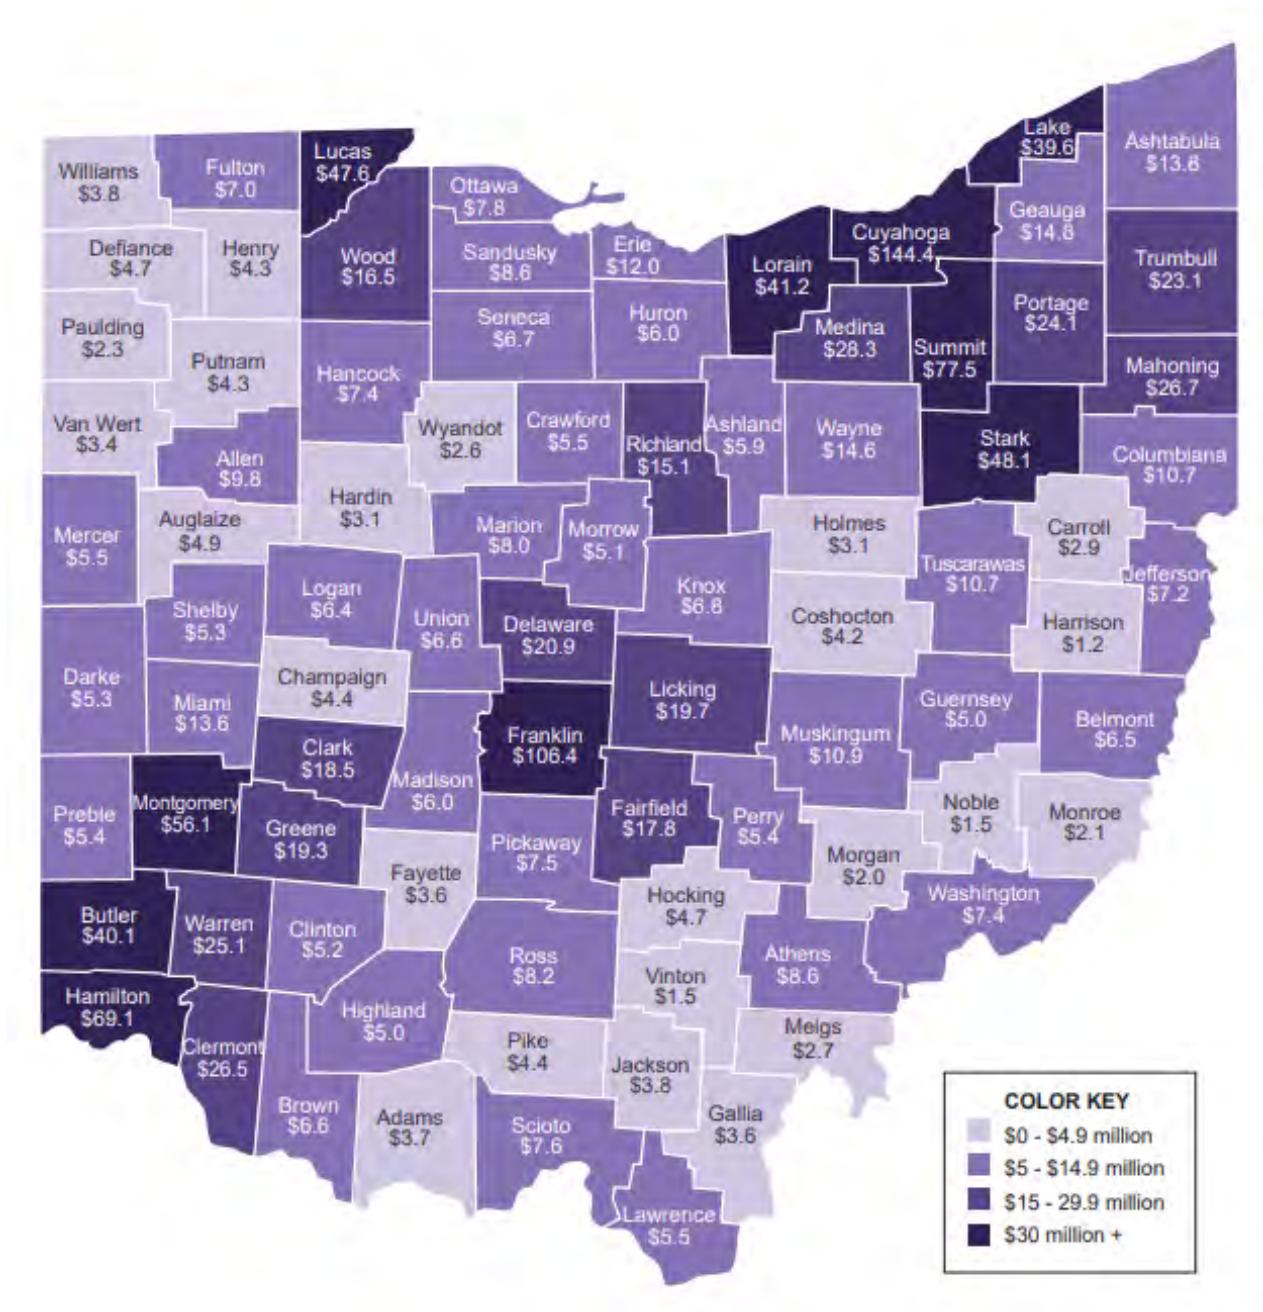 Lake
$39.6
Ashtabula
$13.6
Williams
$3.8
Fulton
$7.0
Lucas
$47.6
Ottawa
$7.8
Geauga
$14.8
Defiance
$4.7
Henry
$4.3
Wood
$16.5
Sandusky
$8.6
Erie
$12.0
Lorain
$41.2
Cuyahoga
$144.4
Trumbull
$23.1
Paulding
$2.3
Putnam
$4.3
Hancock
$7.4
Seneca
$6.7
Huron
$6.0
Medina
$28.3
Summit
$77.5
Portage
$24.1
Mahoning
$26.7
Van Wert
$3.4
Allen
$9.8
Wyandot
$2.6
Crawford
$5.5
Richland
$15.1
Ashland
$5.9
Wayne
$14.6
Stark
$48.1
Columbiana
$10.7
Mercer
$5.5
Auglaize
$4.9
Hardin
$3.1
Marion
$8.0
Morrow
$5.1
Holmes
$3.1
Carroll
$2.9
Tuscarawas
$10.7
Jefferson
$7.2
Shelby
$5.3
Logan
$6.4
Union
$6.6
Delaware
$20.9
Knox
$6.8
Coshocton
$4.2
Harrison
$1.2
Darke
$5.3
Miami
$13.6
Champaign
$4.4
Clark
$18.5
Madison
$6.0
Franklin
$106.4
Licking
$19.7
Muskingum
$10.9
Guernsey
$5.0
Belmont
$6.5
Preble
$5.4
Montgomery
$56.1
Greene
$19.3
Fayette
$3.6
Pickaway
$7.5
Fairfield
$17.8
Perry
$5.4
Morgan
$2.0
Noble
$1.5
Monroe
$2.1
Butler
$40.1
Warren
$25.1
Clinton
$5.2
Ross
$8.2
Hocking
$4.7
Athens
$8.6
Washington
$7.4
Hamilton
$69.1
Clermont
$26.5
Highland
$5.0
Pike
$4.4
Vinton
$1.5
Jackson
$3.8
Meigs
$2.7
Brown
$6.6
Adams
$3.7
Scioto
$7.6
Gallia
$3.6
Lawrence
$5.5
COLOR KEY
$0 - $4.9 million
$5 - $14.9 million
$15 - 29.9 million
$30 million +